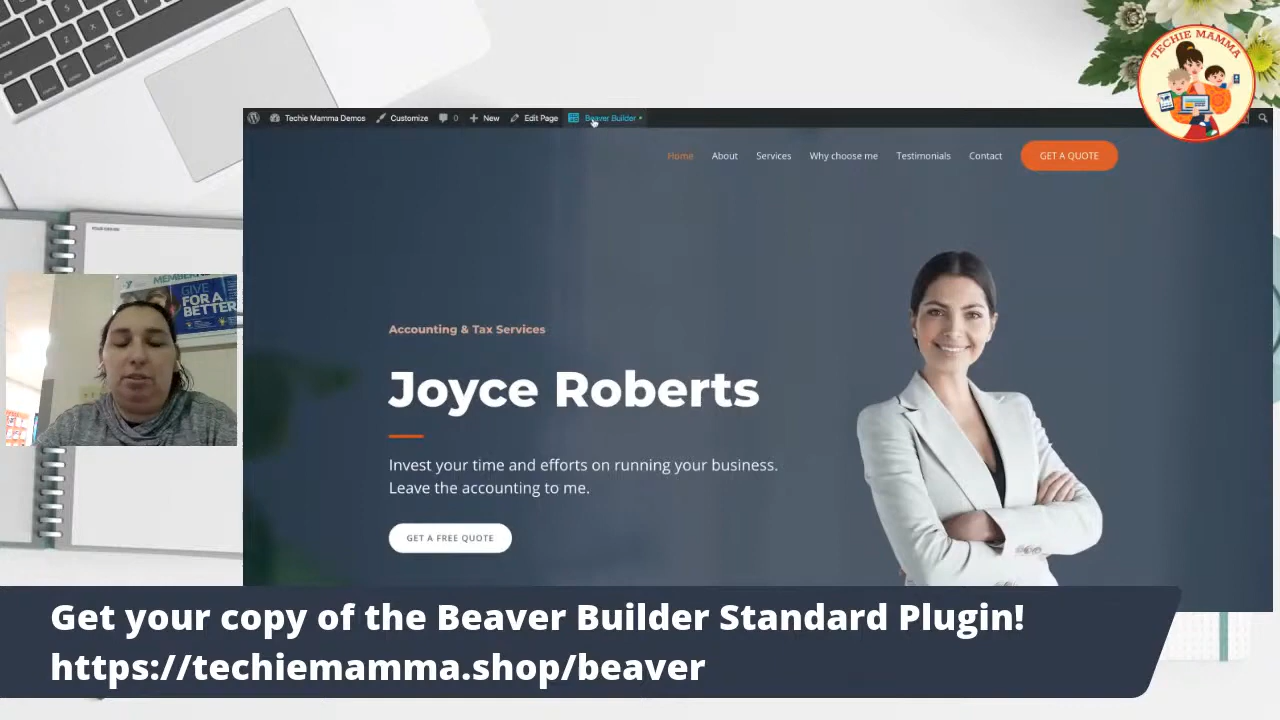 TECHIE MAMMA
Techie Mamma Demos Customize 0 New Edit Page Beaver Builder
Home About Services Why choose me Testimonials Contact GET A QUOTE
GIVE
FOR A
BETTER
Accounting & Tax Services
Joyce Roberts
Invest your time and efforts on running your business.
Leave the accounting to me.
GET A FREE QUOTE
Get your copy of the Beaver Builder Standard Plugin!
https://techiemamma.shop/beaver